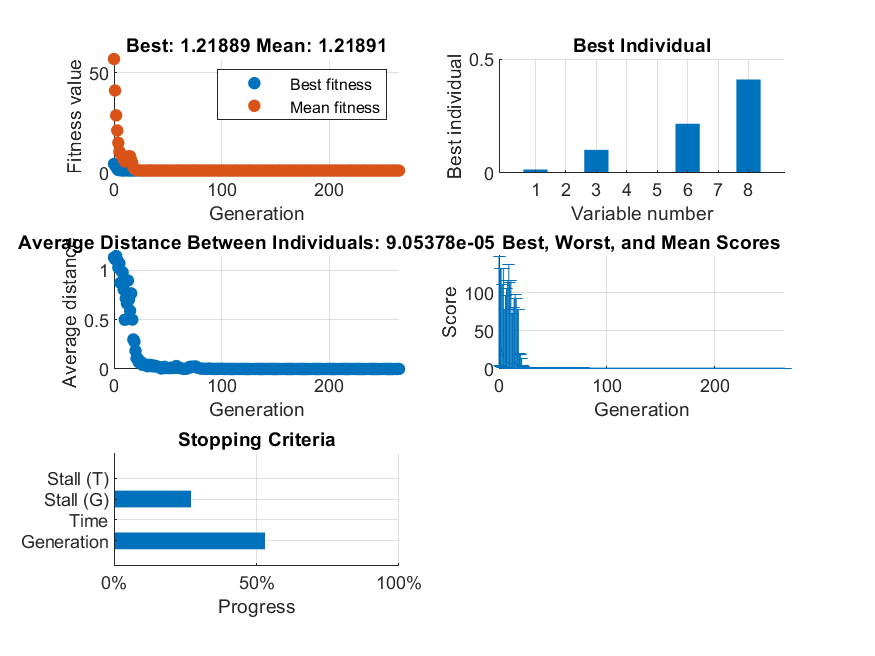 Best: 1.21889 Mean: 1.21891
Fitness value
50
0
Best fitness
Mean fitness
0 100 200
Generation
Best Individual
Best individual
0.5
0
1 2 3 4 5 6 7 8
Variable number
Average Distance Between Individuals: 9.05378e-05
Average distance
1
0.5
0
0 100 200
Generation
Best, Worst, and Mean Scores
Score
100
50
0
0 100 200
Generation
Stopping Criteria
Stall (T)
Stall (G)
Time
Generation
0% 50% 100%
Progress